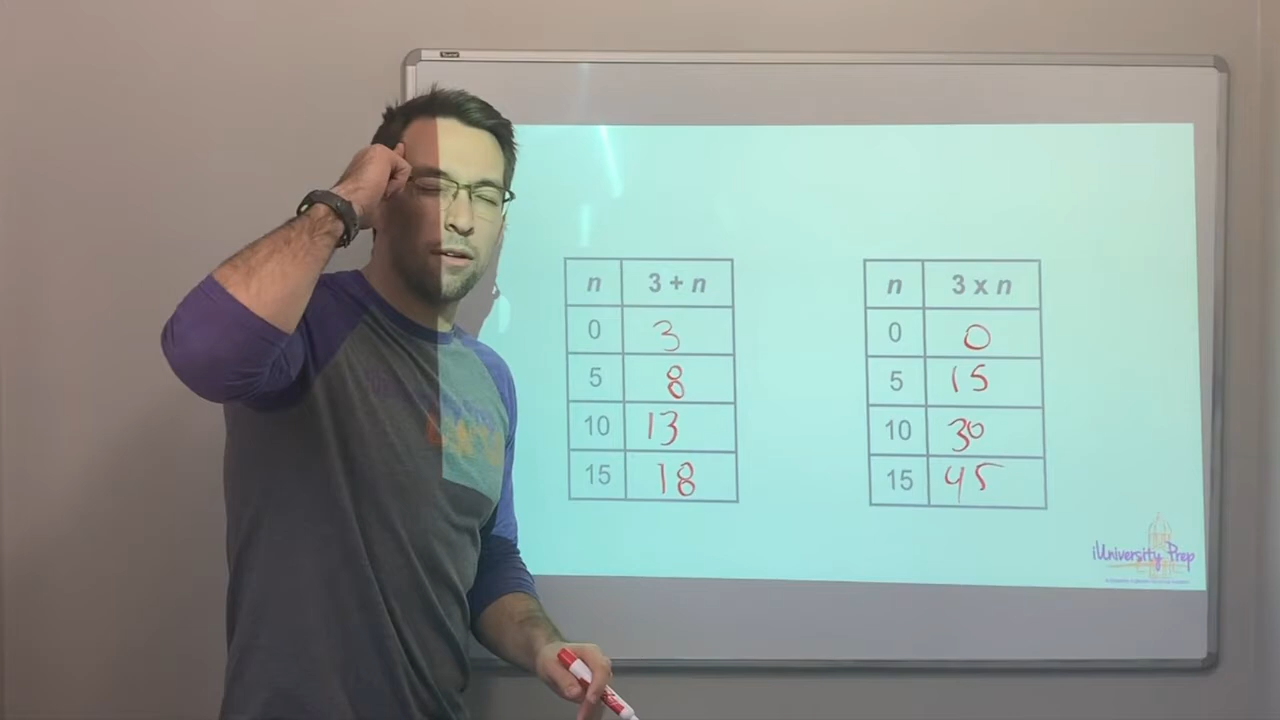 n 3 + n
0 3
5 8
10 13
15 18
n 3 x n
0 0
5 15
10 30
15 45
iUniversity Prep